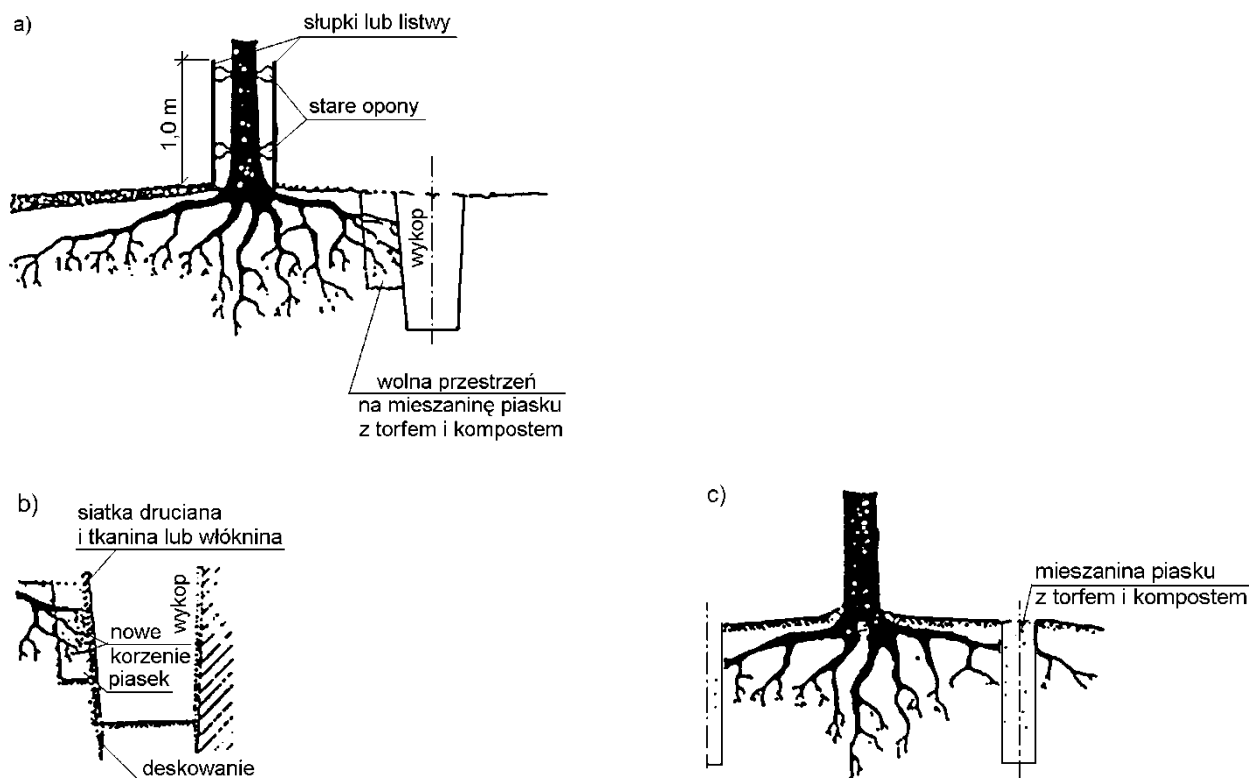 a)
słupki lub listwy
stare opony
1,0 m
wykop
wolna przestrzeń
na mieszaninę piasku
z torfem i kompostem
b)
siatka druciana
i tkanina lub włóknina
wykop
nowe
korzenie
piasek
deskowanie
c)
mieszanina piasku
z torfem i kompostem